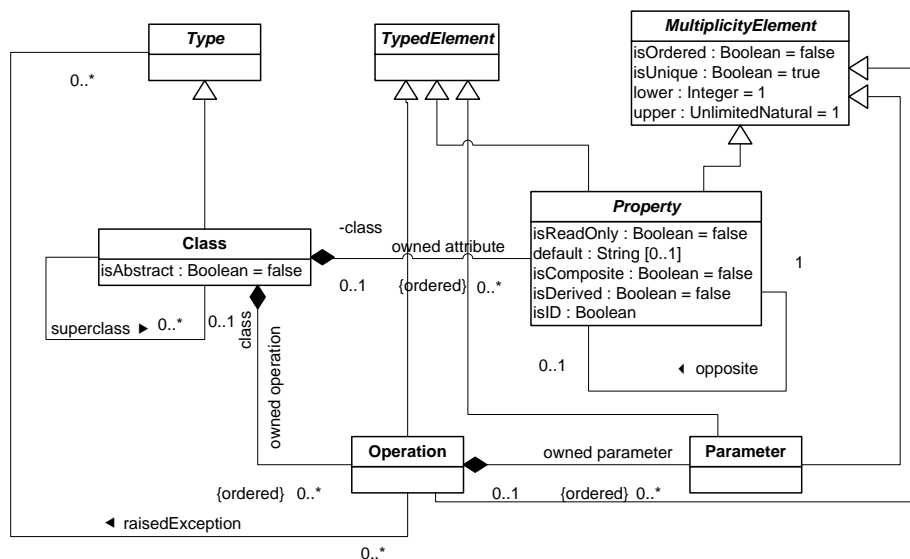 Type
TypedElement
MultiplicityElement
isOrdered : Boolean = false
isUnique : Boolean = true
lower : Integer = 1
upper : UnlimitedNatural = 1
0..*
Property
isReadOnly : Boolean = false
default : String [0..1]
isComposite : Boolean = false
isDerived : Boolean = false
isID : Boolean
Class
isAbstract : Boolean = false
-class
owned attribute
0..1
{ordered}
0..*
1
superclass ►
0..*
0..1
class
owned operation
0..1
◄ opposite
Operation
owned parameter
Parameter
{ordered}
0..*
0..1
{ordered}
0..*
◄ raisedException
0..*